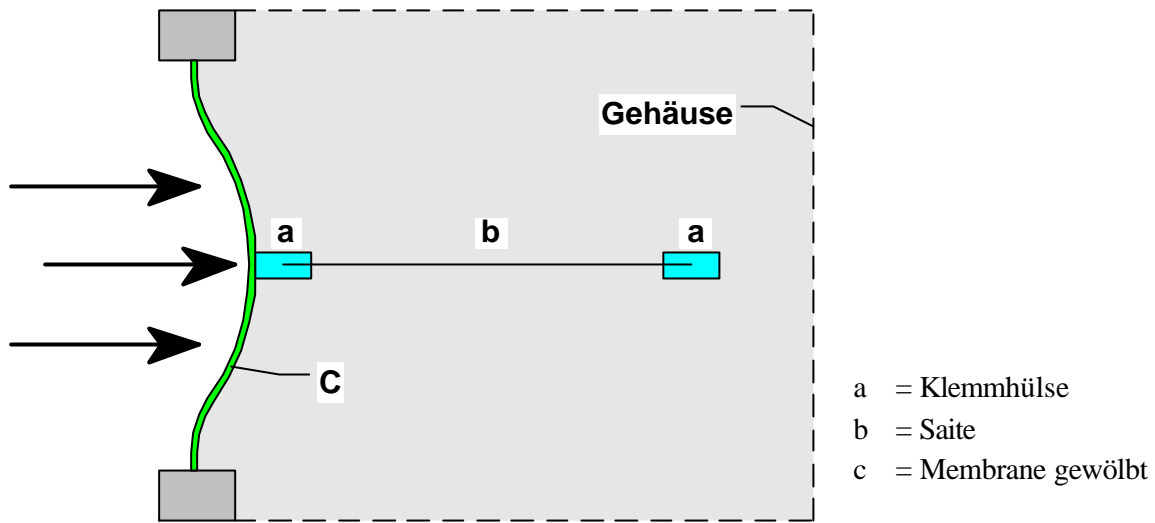 Gehäuse
a
b
a
C
a = Klemmhülse
b = Saite
c = Membrane gewölbt